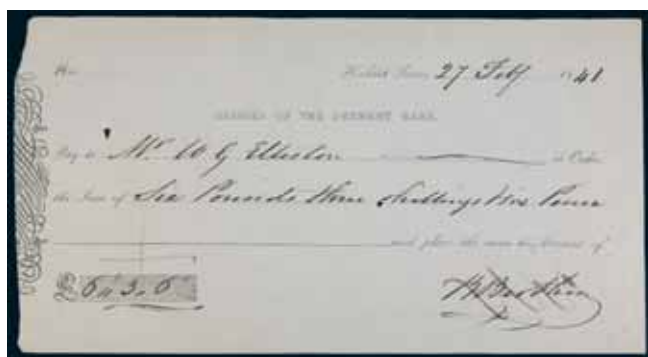 No.
Hobart Town, 27 Feby 1841
CASHIER OF THE DERWENT BANK.
Pay to Mr W G Elliston or Order
the Sum of Six Pounds three shillings & six Pence
and place the same to account of
£6,, 3,, 6